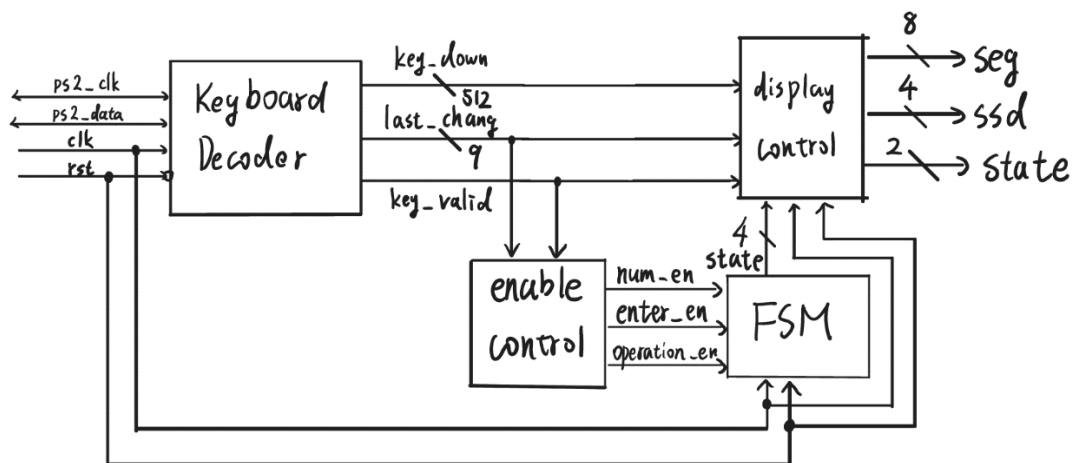 ps2_clk
ps2_data
clk
rst
Keyboard
Decoder
key_down
512
last_chang
9
key_valid
display
control
8
seg
4
ssd
2
state
enable
control
num_en
enter_en
operation_en
4
state
FSM